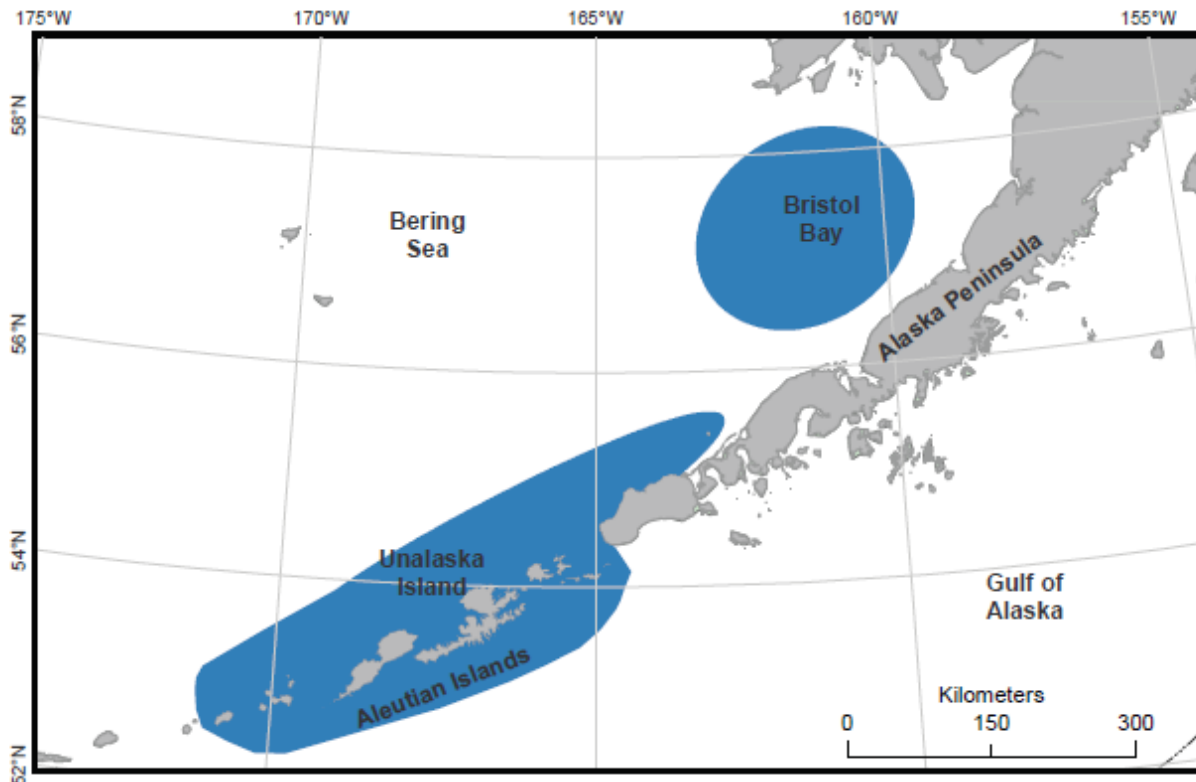 175°W
170°W
165°W
160°W
155°W
58°N
56°N
54°N
52°N
Bering
Sea
Bristol
Bay
Alaska Peninsula
Unalaska
Island
Aleutian Islands
Gulf of
Alaska
Kilometers
0
150
300